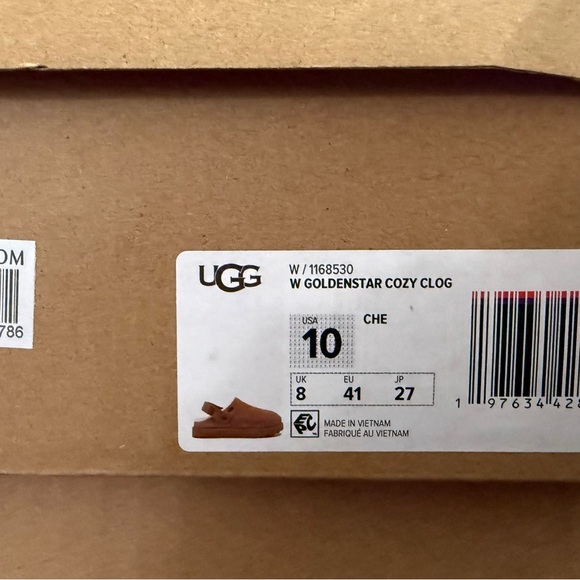 OM
786
UGG
W / 1168530
W GOLDENSTAR COZY CLOG
USA
10
CHE
UK EU JP
8 41 27
MADE IN VIETNAM
FABRIQUÉ AU VIETNAM
1 97634 428